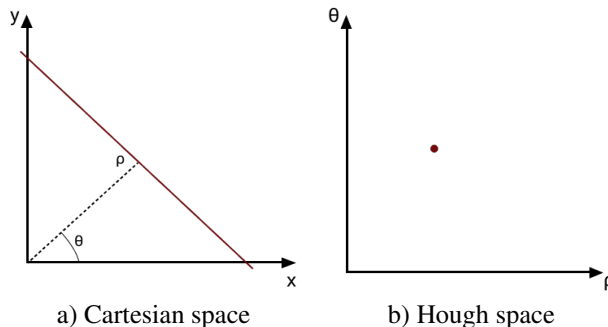 y
θ
ρ
θ
x
ρ
a) Cartesian space
b) Hough space